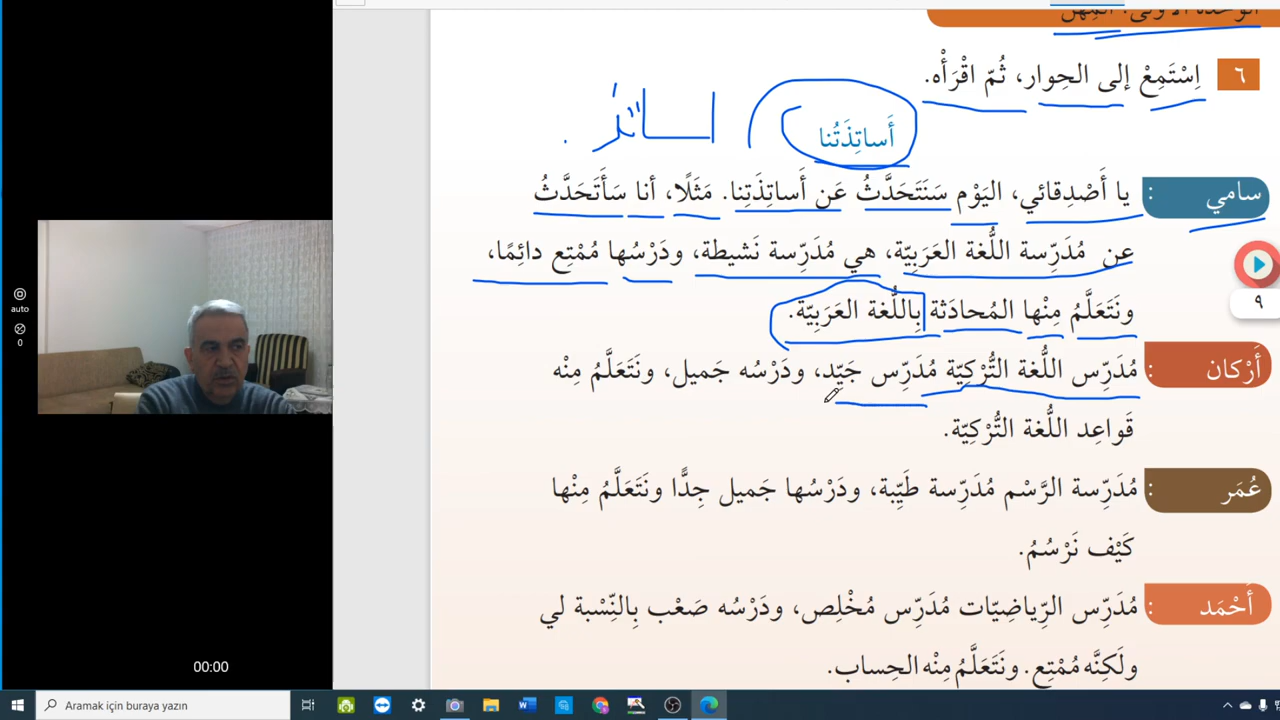 الوحدة الأولى: المِهَن
٦ اِسْتَمِعْ إلى الحِوار، ثُمّ اقْرَأْه.
أَساتِذَتُنا
سامي : يا أَصْدِقائي، اليَوْم سَنَتَحَدَّثُ عَن أَساتِذَتِنا. مَثَلًا، أنا سَأَتَحَدَّثُ
عن مُدَرِّسة اللُّغة العَرَبِيّة، هي مُدَرِّسة نَشيطة، ودَرْسُها مُمْتِع دائِمًا،
ونَتَعَلَّمُ مِنْها المُحادَثة بِاللُّغة العَرَبِيّة.
٩
أَرْكان : مُدَرِّس اللُّغة التُّرْكِيّة مُدَرِّس جَيِّد، ودَرْسُه جَميل، ونَتَعَلَّمُ مِنْه
قَواعِد اللُّغة التُّرْكِيّة.
عُمَر : مُدَرِّسة الرَّسْم مُدَرِّسة طَيِّبة، ودَرْسُها جَميل جِدًّا ونَتَعَلَّمُ مِنْها
كَيْف نَرْسُمُ.
أَحْمَد : مُدَرِّس الرِّياضِيّات مُدَرِّس مُخْلِص، ودَرْسُه صَعْب بِالنِّسْبة لي
ولَكِنَّه مُمْتِع. ونَتَعَلَّمُ مِنْه الحِساب.
auto
0
00:00
Aramak için buraya yazın